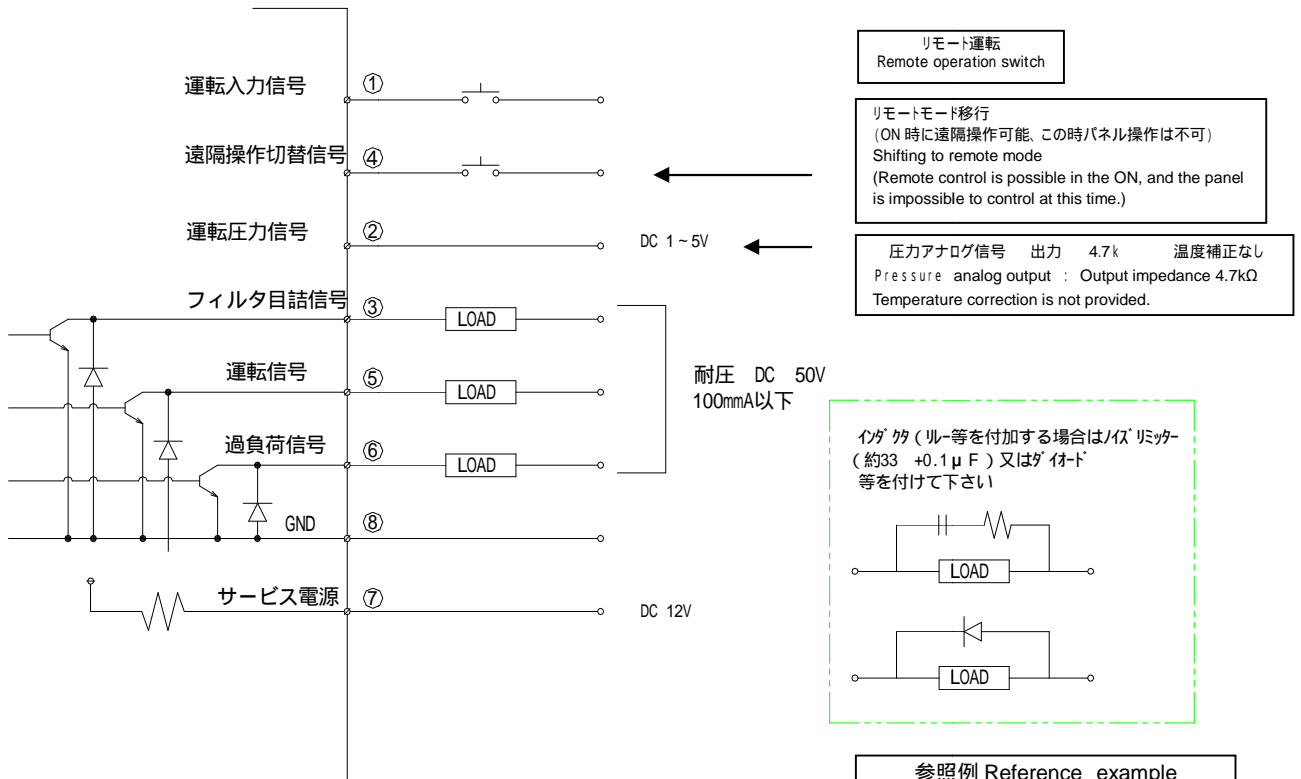 運転入力信号 ①
遠隔操作切替信号 ④
運転圧力信号 ② DC 1~5V
フィルタ目詰信号 ③ LOAD
運転信号 ⑤ LOAD
過負荷信号 ⑥ LOAD
GND ⑧
サービス電源 ⑦ DC 12V
耐圧 DC 50V
100mmA以下
リモート運転
Remote operation switch
リモートモード移行
(ON 時に遠隔操作可能、この時パネル操作は不可)
Shifting to remote mode
(Remote control is possible in the ON, and the panel
is impossible to control at this time.)
圧力アナログ信号 出力 4.7k 温度補正なし
Pressure analog output : Output impedance 4.7kΩ
Temperature correction is not provided.
インダクタ(リレー等を付加する場合はノイズリミッター
(約33 +0.1μF)又はダイオード
等を付けて下さい
LOAD
LOAD
参照例 Reference example